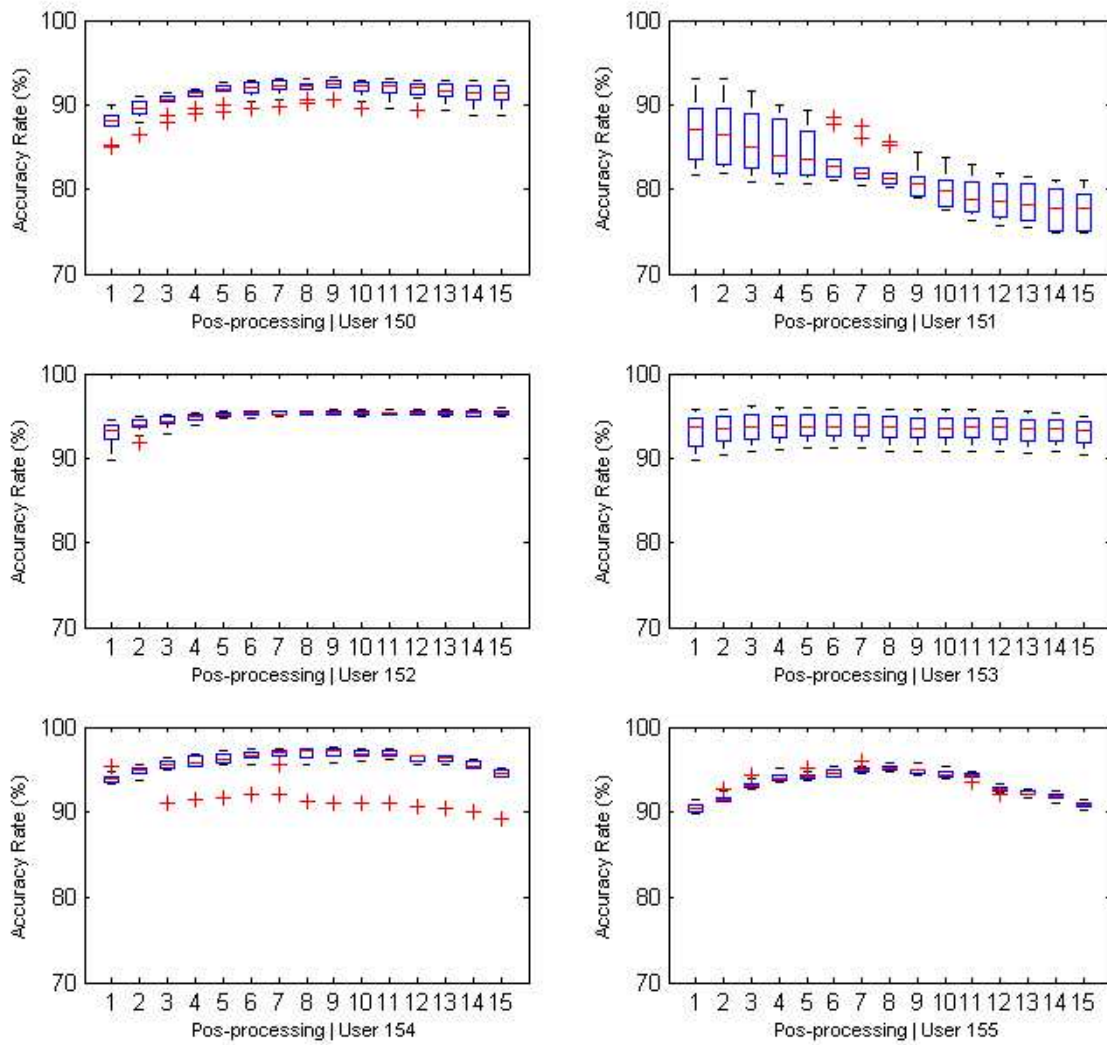 100
90
80
70
Accuracy Rate (%)
1 2 3 4 5 6 7 8 9 10 11 12 13 14 15
Pos-processing | User 150
100
90
80
70
Accuracy Rate (%)
1 2 3 4 5 6 7 8 9 10 11 12 13 14 15
Pos-processing | User 151
100
90
80
70
Accuracy Rate (%)
1 2 3 4 5 6 7 8 9 10 11 12 13 14 15
Pos-processing | User 152
100
90
80
70
Accuracy Rate (%)
1 2 3 4 5 6 7 8 9 10 11 12 13 14 15
Pos-processing | User 153
100
90
80
70
Accuracy Rate (%)
1 2 3 4 5 6 7 8 9 10 11 12 13 14 15
Pos-processing | User 154
100
90
80
70
Accuracy Rate (%)
1 2 3 4 5 6 7 8 9 10 11 12 13 14 15
Pos-processing | User 155